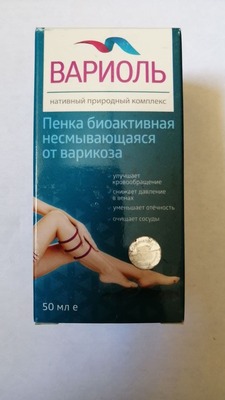 ВАРИОЛЬ
нативный природный комплекс
Пенка биоактивная
несмывающаяся
от варикоза
улучшает
кровообращение
снижает давление
в венах
уменьшает отёчность
очищает сосуды
50 мл е